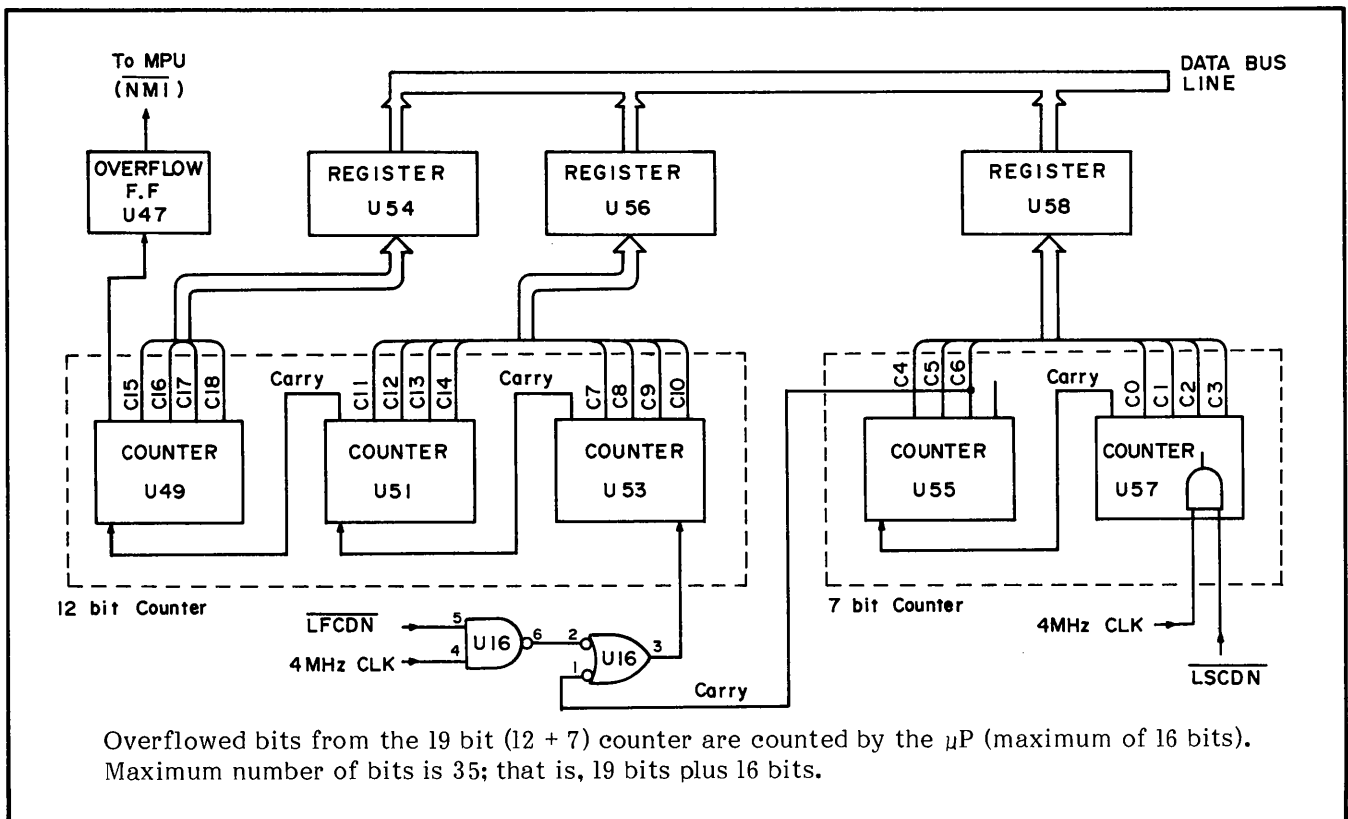 To MPU
(NMI)
DATA BUS
LINE
OVERFLOW
F.F
U47
REGISTER
U54
REGISTER
U56
REGISTER
U58
C15
C16
C17
C18
Carry
C11
C12
C13
C14
Carry
C7
C8
C9
C10
C4
C5
C6
Carry
C0
C1
C2
C3
COUNTER
U49
COUNTER
U51
COUNTER
U53
COUNTER
U55
COUNTER
U57
12 bit Counter
7 bit Counter
LFCDN
5
4MHz CLK
4
U16
6
2
1
U16
3
Carry
4MHz CLK
LSCDN
Overflowed bits from the 19 bit (12 + 7) counter are counted by the μP (maximum of 16 bits).
Maximum number of bits is 35; that is, 19 bits plus 16 bits.